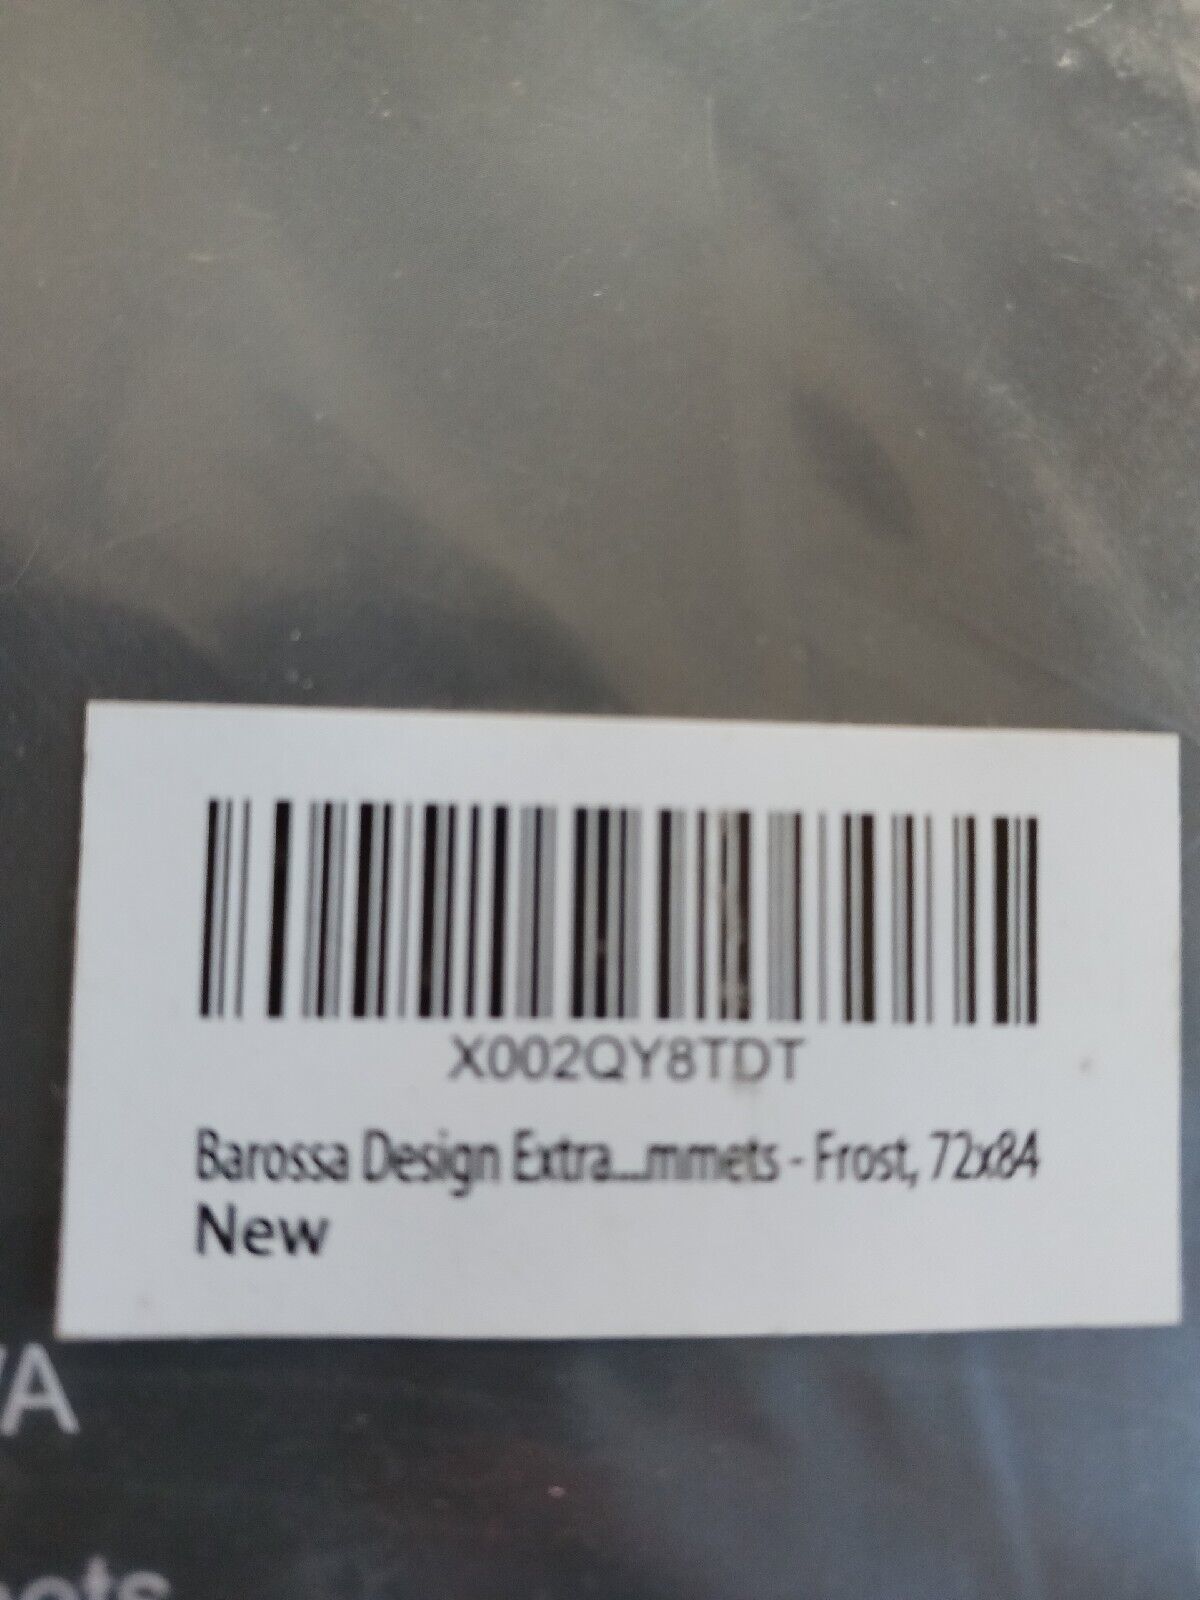 X002QY8TDT
Barossa Design Extra...mmets - Frost, 72x84
New